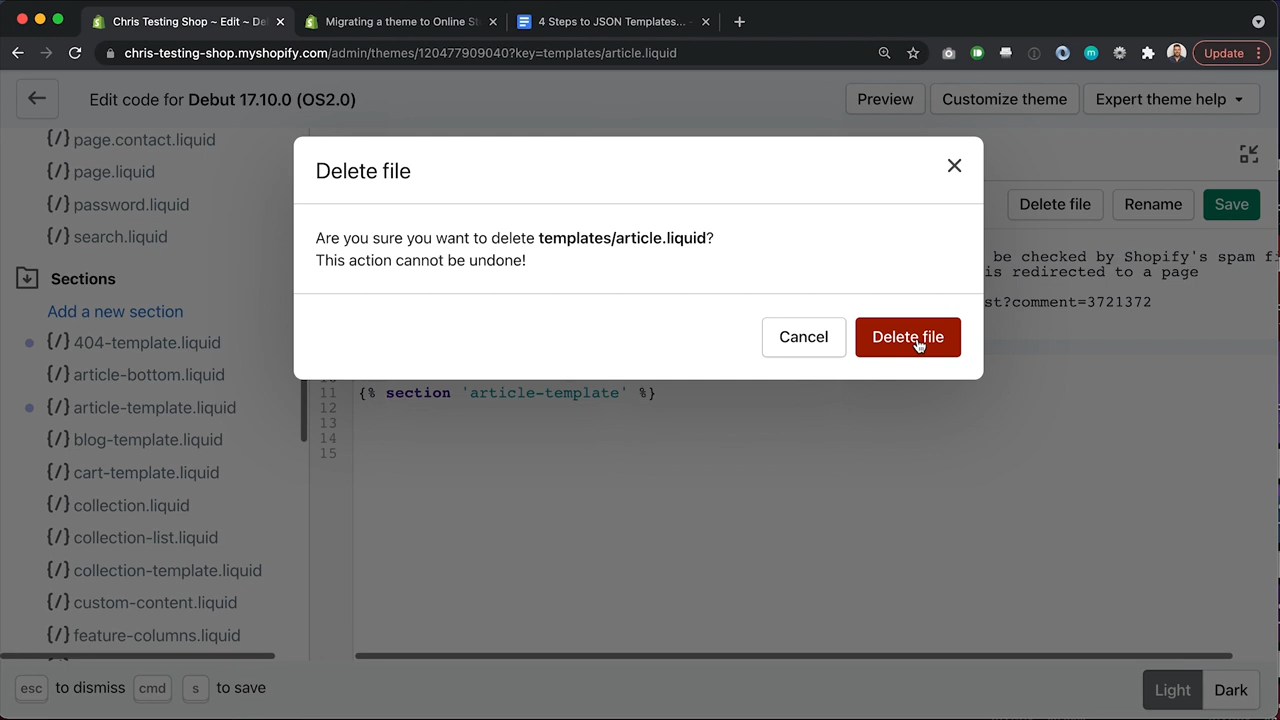 Chris Testing Shop ~ Edit ~ De
Migrating a theme to Online St
4 Steps to JSON Templates...
chris-testing-shop.myshopify.com/admin/themes/120477909040?key=templates/article.liquid
Update
Edit code for Debut 17.10.0 (OS2.0)
Preview
Customize theme
Expert theme help
{/} page.contact.liquid
{/} page.liquid
{/} password.liquid
{/} search.liquid
Sections
Add a new section
{/} 404-template.liquid
{/} article-bottom.liquid
{/} article-template.liquid
{/} blog-template.liquid
{/} cart-template.liquid
{/} collection.liquid
{/} collection-list.liquid
{/} collection-template.liquid
{/} custom-content.liquid
{/} feature-columns.liquid
Delete file
Rename
Save
be checked by Shopify's spam fi
is redirected to a page
st?comment=3721372
Delete file
Are you sure you want to delete templates/article.liquid?
This action cannot be undone!
Cancel
Delete file
11 {% section 'article-template' %}
12
13
14
15
esc to dismiss cmd s to save
Light
Dark